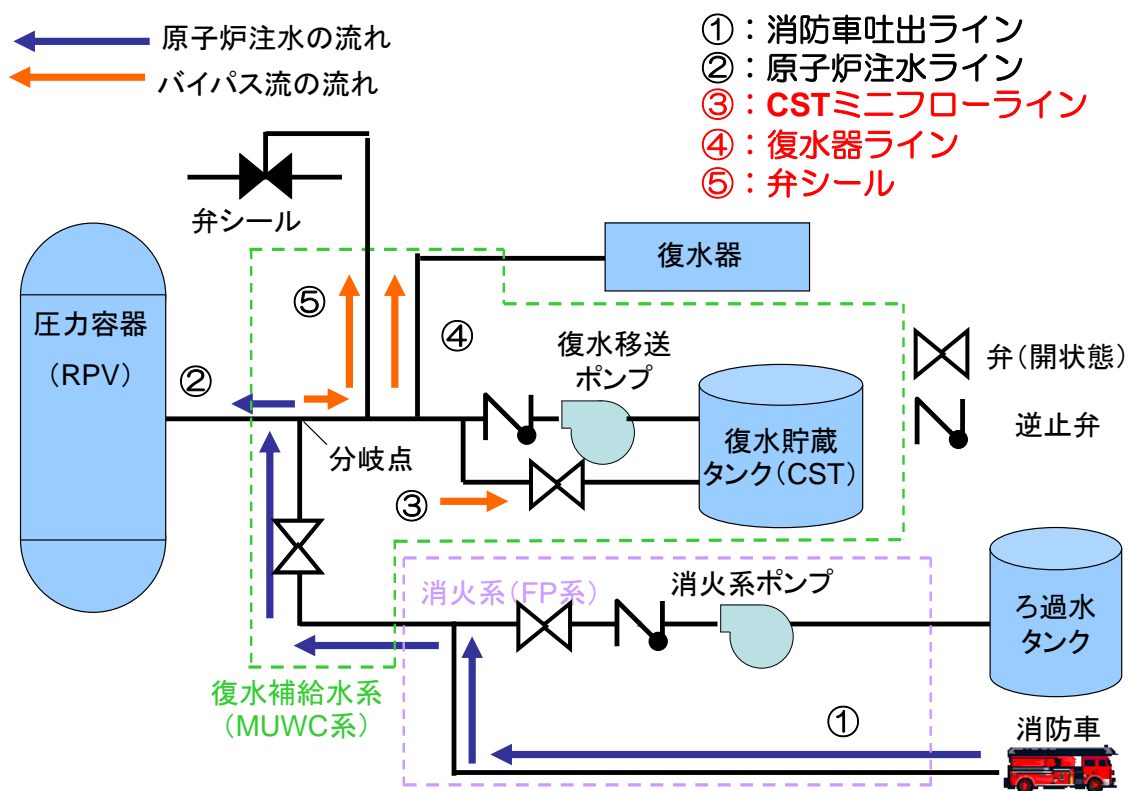 原子炉注水の流れ
バイパス流の流れ
①：消防車吐出ライン
②：原子炉注水ライン
③：CSTミニフローライン
④：復水器ライン
⑤：弁シール
弁シール
復水器
圧力容器
(RPV)
⑤
④
②
復水移送
ポンプ
弁(開状態)
逆止弁
分岐点
復水貯蔵
タンク(CST)
③
消火系(FP系)
消火系ポンプ
ろ過水
タンク
復水補給水系
(MUWC系)
①
消防車